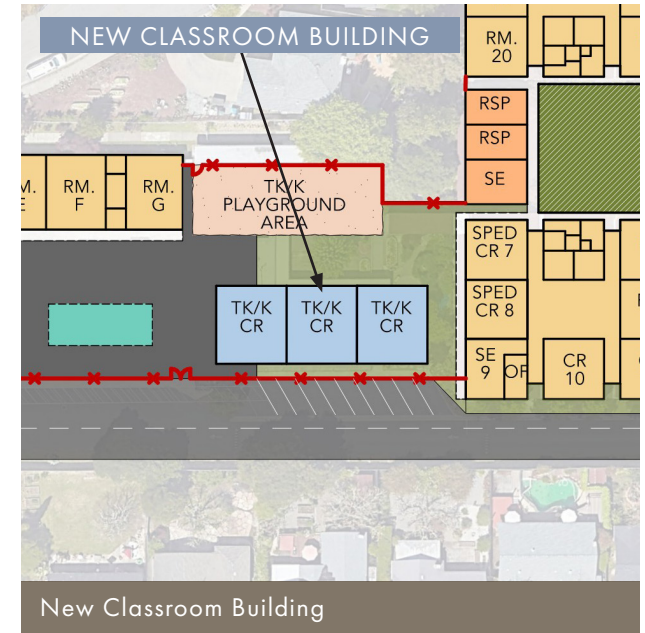 NEW CLASSROOM BUILDING
RM.
20
RSP
RSP
SE
RM.
F
RM.
G
TK/K
PLAYGROUND
AREA
SPED
CR 7
SPED
CR 8
TK/K
CR
TK/K
CR
TK/K
CR
SE
9
OF
CR
10
New Classroom Building